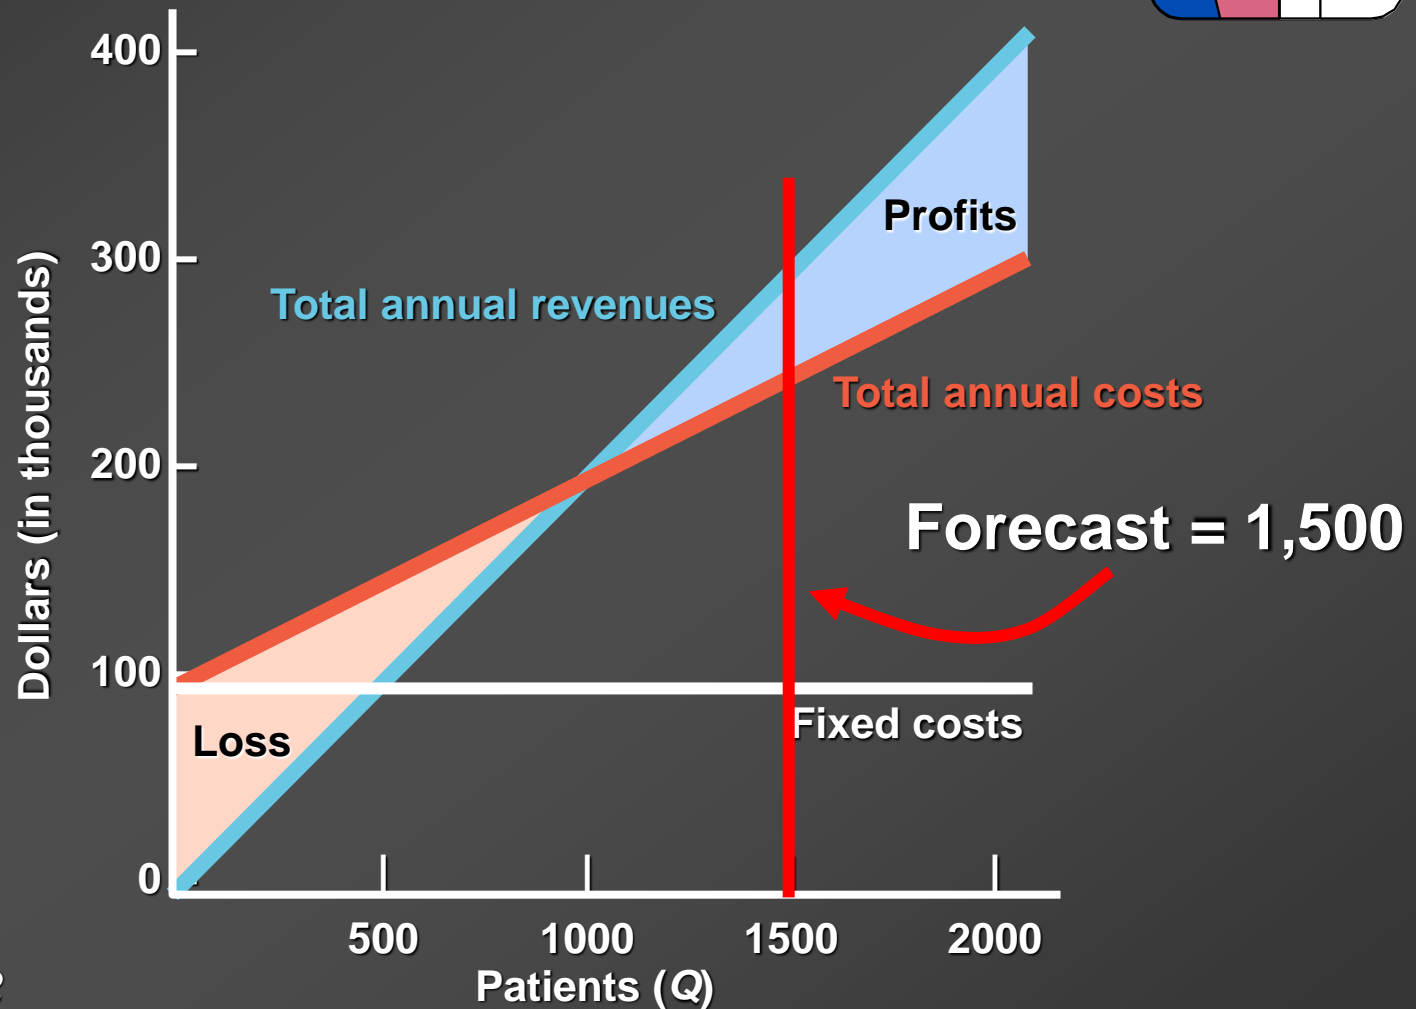 400
300
200
100
0
Dollars (in thousands)
Total annual revenues
Profits
Total annual costs
Forecast = 1,500
Fixed costs
Loss
500 1000 1500 2000
Patients (Q)